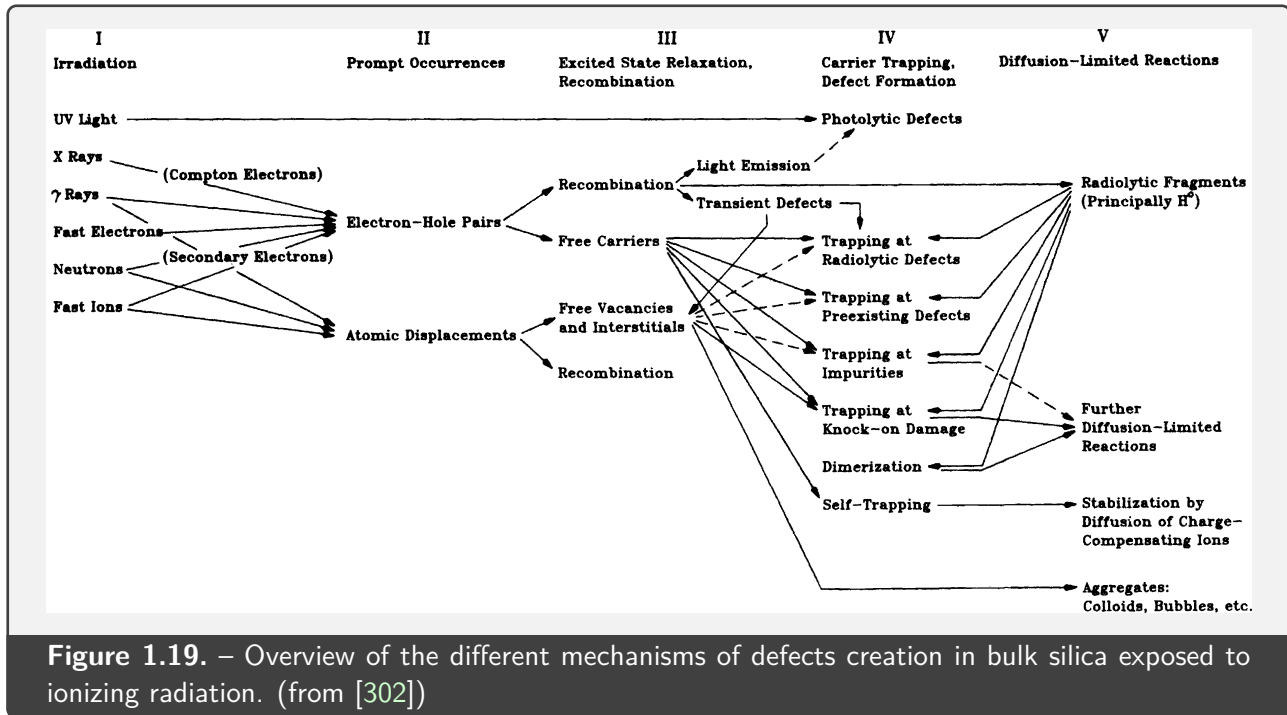 I
Irradiation
II
Prompt Occurrences
III
Excited State Relaxation,
Recombination
IV
Carrier Trapping,
Defect Formation
V
Diffusion-Limited Reactions
UV Light
X Rays
γ Rays
Fast Electrons
Neutrons
Fast Ions
(Compton Electrons)
(Secondary Electrons)
Electron-Hole Pairs
Atomic Displacements
Recombination
Free Carriers
Free Vacancies
and Interstitials
Recombination
Light Emission
Transient Defects
Photolytic Defects
Trapping at
Radiolytic Defects
Trapping at
Preexisting Defects
Trapping at
Impurities
Trapping at
Knock-on Damage
Dimerization
Self-Trapping
Radiolytic Fragments
(Principally H⁰)
Further
Diffusion-Limited
Reactions
Stabilization by
Diffusion of Charge-
Compensating Ions
Aggregates:
Colloids, Bubbles, etc.
Figure 1.19. – Overview of the different mechanisms of defects creation in bulk silica exposed to
ionizing radiation. (from [302])